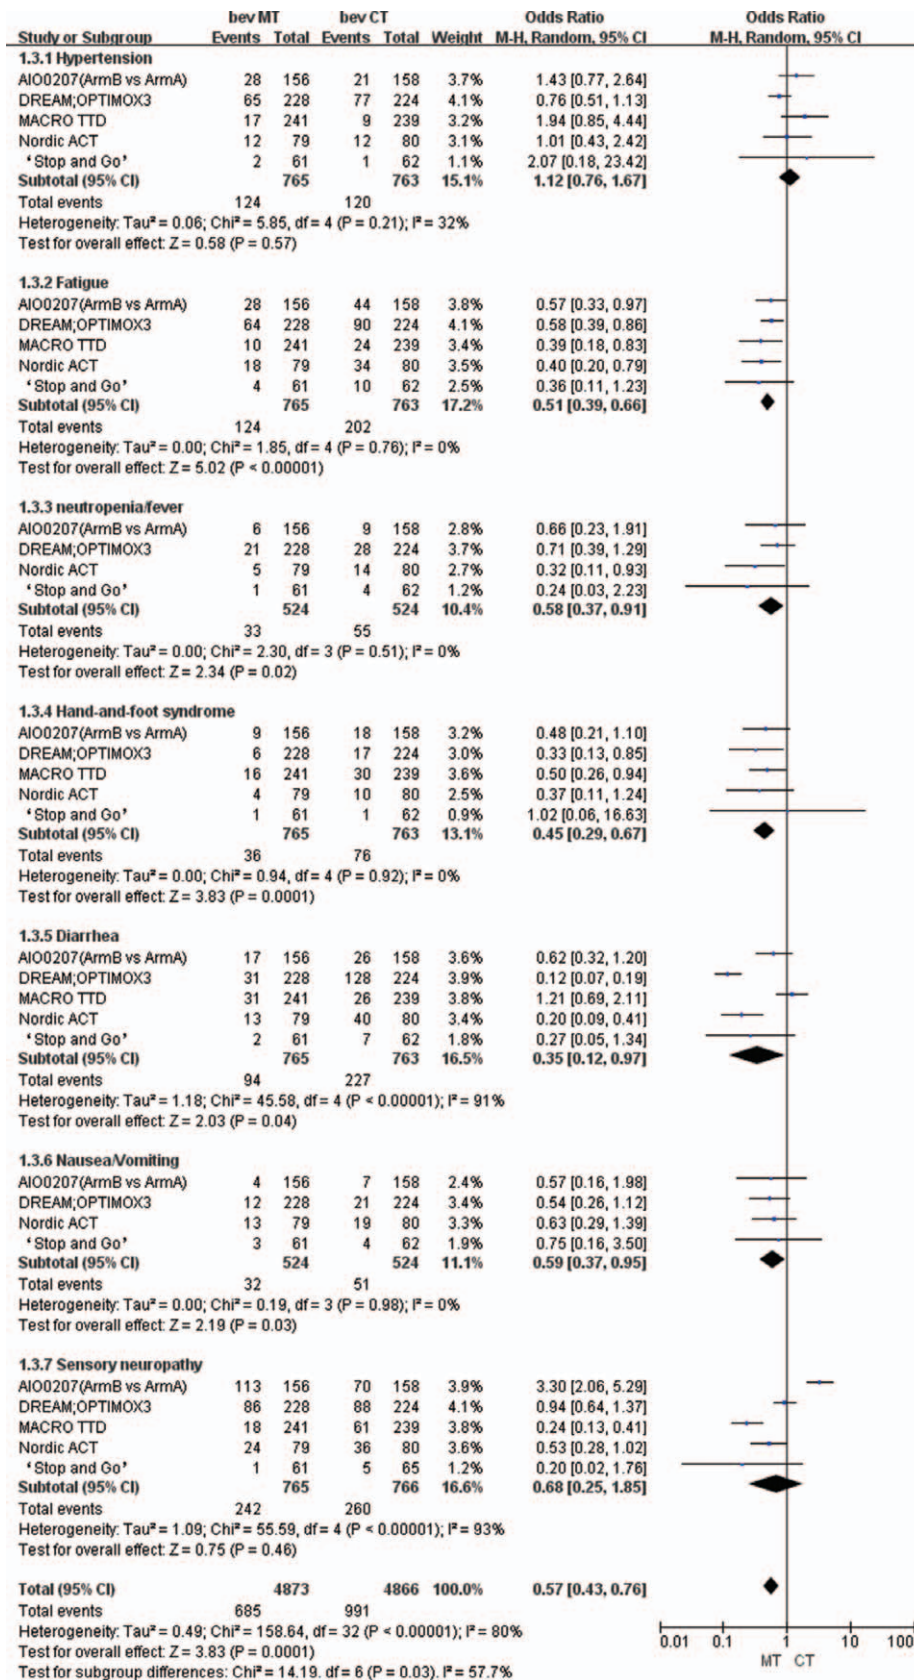 bev MT bev CT Odds Ratio Odds Ratio
Study or Subgroup Events Total Events Total Weight M-H, Random, 95% CI M-H, Random, 95% CI
1.3.1 Hypertension
AIO0207(ArmB vs ArmA) 28 156 21 158 3.7% 1.43 [0.77, 2.64]
DREAM;OPTIMOX3 65 228 77 224 4.1% 0.76 [0.51, 1.13]
MACRO TTD 17 241 9 239 3.2% 1.94 [0.85, 4.44]
Nordic ACT 12 79 12 80 3.1% 1.01 [0.43, 2.42]
‘Stop and Go’ 2 61 1 62 1.1% 2.07 [0.18, 23.42]
Subtotal (95% CI) 765 763 15.1% 1.12 [0.76, 1.67]
Total events 124 120
Heterogeneity: Tau² = 0.06; Chi² = 5.85, df = 4 (P = 0.21); I² = 32%
Test for overall effect: Z = 0.58 (P = 0.57)
1.3.2 Fatigue
AIO0207(ArmB vs ArmA) 28 156 44 158 3.8% 0.57 [0.33, 0.97]
DREAM;OPTIMOX3 64 228 90 224 4.1% 0.58 [0.39, 0.86]
MACRO TTD 10 241 24 239 3.4% 0.39 [0.18, 0.83]
Nordic ACT 18 79 34 80 3.5% 0.40 [0.20, 0.79]
‘Stop and Go’ 4 61 10 62 2.5% 0.36 [0.11, 1.23]
Subtotal (95% CI) 765 763 17.2% 0.51 [0.39, 0.66]
Total events 124 202
Heterogeneity: Tau² = 0.00; Chi² = 1.85, df = 4 (P = 0.76); I² = 0%
Test for overall effect: Z = 5.02 (P < 0.00001)
1.3.3 neutropenia/fever
AIO0207(ArmB vs ArmA) 6 156 9 158 2.8% 0.66 [0.23, 1.91]
DREAM;OPTIMOX3 21 228 28 224 3.7% 0.71 [0.39, 1.29]
Nordic ACT 5 79 14 80 2.7% 0.32 [0.11, 0.93]
‘Stop and Go’ 1 61 4 62 1.2% 0.24 [0.03, 2.23]
Subtotal (95% CI) 524 524 10.4% 0.58 [0.37, 0.91]
Total events 33 55
Heterogeneity: Tau² = 0.00; Chi² = 2.30, df = 3 (P = 0.51); I² = 0%
Test for overall effect: Z = 2.34 (P = 0.02)
1.3.4 Hand-and-foot syndrome
AIO0207(ArmB vs ArmA) 9 156 18 158 3.2% 0.48 [0.21, 1.10]
DREAM;OPTIMOX3 6 228 17 224 3.0% 0.33 [0.13, 0.85]
MACRO TTD 16 241 30 239 3.6% 0.50 [0.26, 0.94]
Nordic ACT 4 79 10 80 2.5% 0.37 [0.11, 1.24]
‘Stop and Go’ 1 61 1 62 0.9% 1.02 [0.06, 16.63]
Subtotal (95% CI) 765 763 13.1% 0.45 [0.29, 0.67]
Total events 36 76
Heterogeneity: Tau² = 0.00; Chi² = 0.94, df = 4 (P = 0.92); I² = 0%
Test for overall effect: Z = 3.83 (P = 0.0001)
1.3.5 Diarrhea
AIO0207(ArmB vs ArmA) 17 156 26 158 3.6% 0.62 [0.32, 1.20]
DREAM;OPTIMOX3 31 228 128 224 3.9% 0.12 [0.07, 0.19]
MACRO TTD 31 241 26 239 3.8% 1.21 [0.69, 2.11]
Nordic ACT 13 79 40 80 3.4% 0.20 [0.09, 0.41]
‘Stop and Go’ 2 61 7 62 1.8% 0.27 [0.05, 1.34]
Subtotal (95% CI) 765 763 16.5% 0.35 [0.12, 0.97]
Total events 94 227
Heterogeneity: Tau² = 1.18; Chi² = 45.58, df = 4 (P < 0.00001); I² = 91%
Test for overall effect: Z = 2.03 (P = 0.04)
1.3.6 Nausea/Vomiting
AIO0207(ArmB vs ArmA) 4 156 7 158 2.4% 0.57 [0.16, 1.98]
DREAM;OPTIMOX3 12 228 21 224 3.4% 0.54 [0.26, 1.12]
Nordic ACT 13 79 19 80 3.3% 0.63 [0.29, 1.39]
‘Stop and Go’ 3 61 4 62 1.9% 0.75 [0.16, 3.50]
Subtotal (95% CI) 524 524 11.1% 0.59 [0.37, 0.95]
Total events 32 51
Heterogeneity: Tau² = 0.00; Chi² = 0.19, df = 3 (P = 0.98); I² = 0%
Test for overall effect: Z = 2.19 (P = 0.03)
1.3.7 Sensory neuropathy
AIO0207(ArmB vs ArmA) 113 156 70 158 3.9% 3.30 [2.06, 5.29]
DREAM;OPTIMOX3 86 228 88 224 4.1% 0.94 [0.64, 1.37]
MACRO TTD 18 241 61 239 3.8% 0.24 [0.13, 0.41]
Nordic ACT 24 79 36 80 3.6% 0.53 [0.28, 1.02]
‘Stop and Go’ 1 61 5 65 1.2% 0.20 [0.02, 1.76]
Subtotal (95% CI) 765 766 16.6% 0.68 [0.25, 1.85]
Total events 242 260
Heterogeneity: Tau² = 1.09; Chi² = 55.59, df = 4 (P < 0.00001); I² = 93%
Test for overall effect: Z = 0.75 (P = 0.46)
Total (95% CI) 4873 4866 100.0% 0.57 [0.43, 0.76]
Total events 685 991
Heterogeneity: Tau² = 0.49; Chi² = 158.64, df = 32 (P < 0.00001); I² = 80%
Test for overall effect: Z = 3.83 (P = 0.0001)
Test for subgroup differences: Chi² = 14.19. df = 6 (P = 0.03). I² = 57.7%
0.01 0.1 1 10 100
MT CT